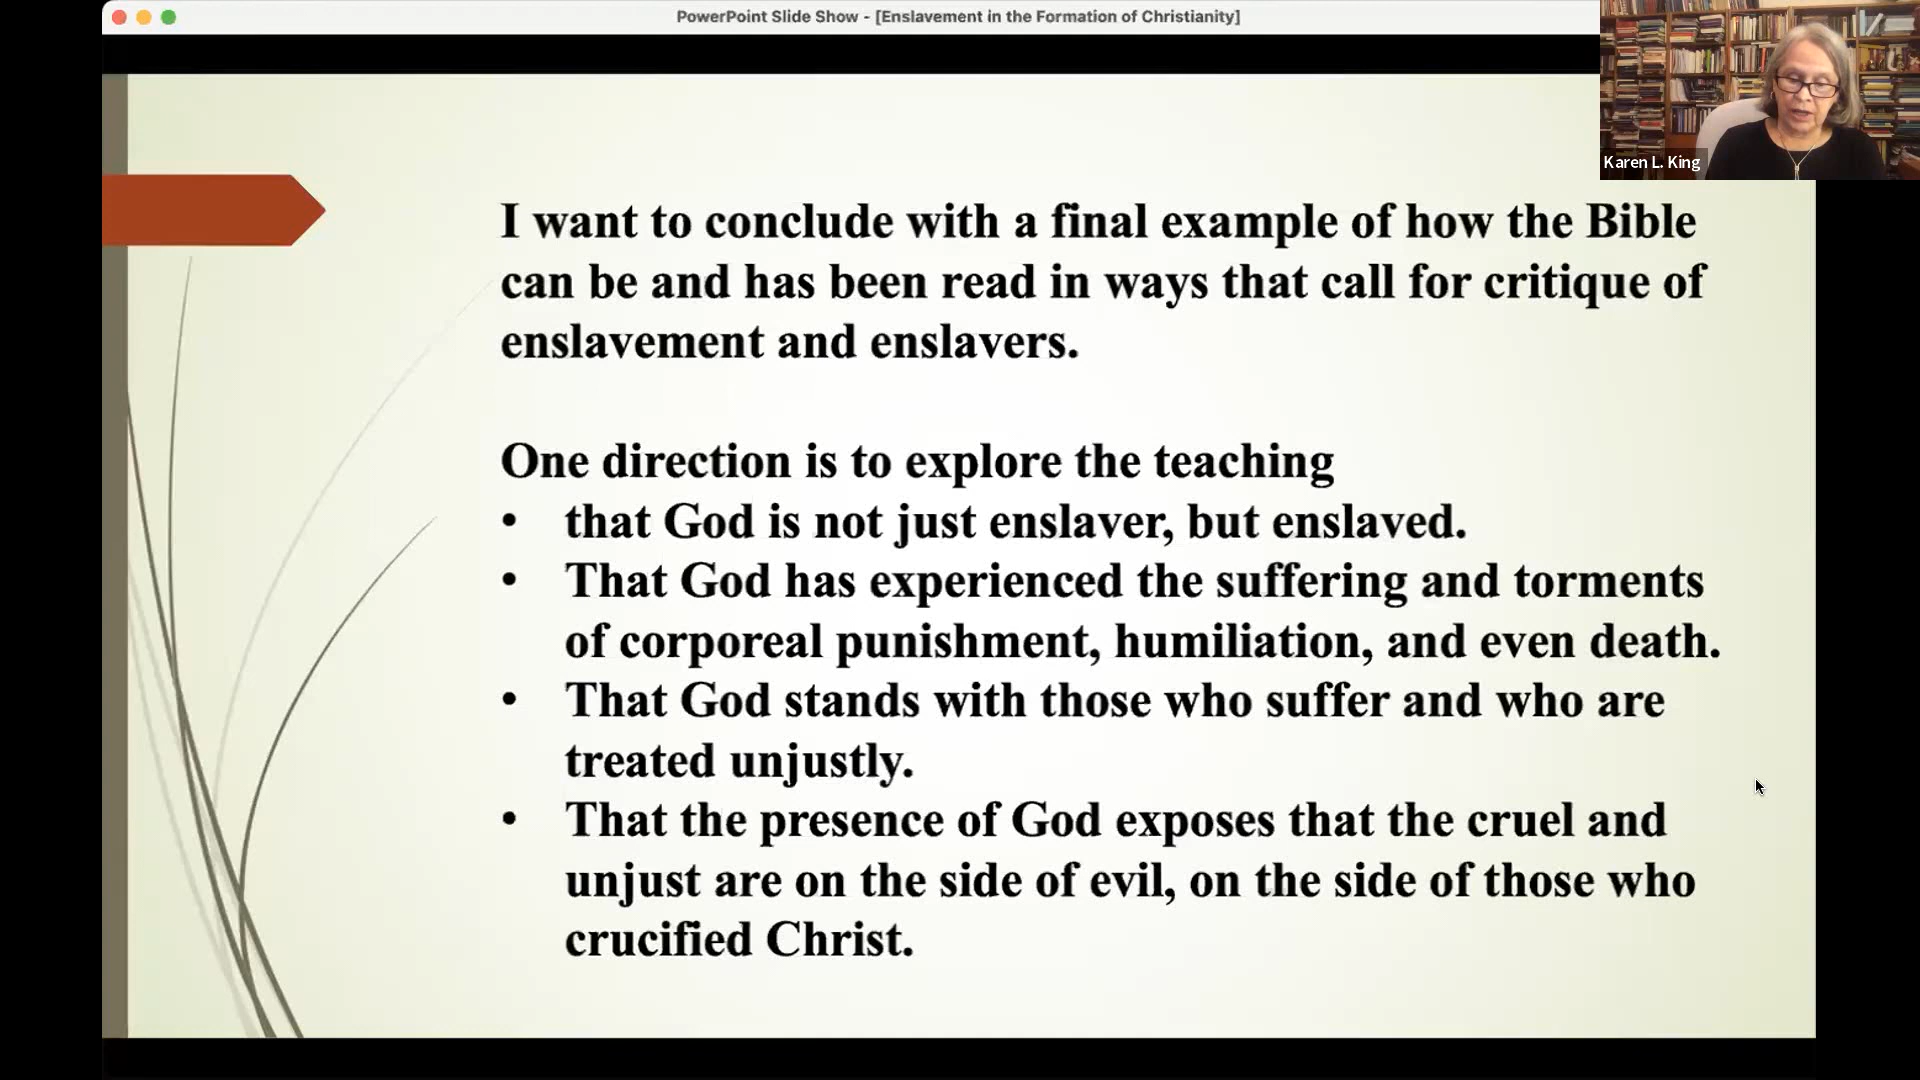 PowerPoint Slide Show - [Enslavement in the Formation of Christianity]
Karen L. King
I want to conclude with a final example of how the Bible
can be and has been read in ways that call for critique of
enslavement and enslavers.
One direction is to explore the teaching
• that God is not just enslaver, but enslaved.
• That God has experienced the suffering and torments
of corporeal punishment, humiliation, and even death.
• That God stands with those who suffer and who are
treated unjustly.
• That the presence of God exposes that the cruel and
unjust are on the side of evil, on the side of those who
crucified Christ.